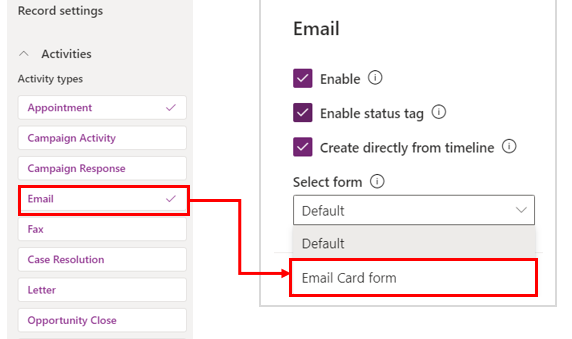 Record settings
Activities
Activity types
Appointment
Campaign Activity
Campaign Response
Email
Fax
Case Resolution
Letter
Opportunity Close
Email
Enable
Enable status tag
Create directly from timeline
Select form
Default
Default
Email Card form